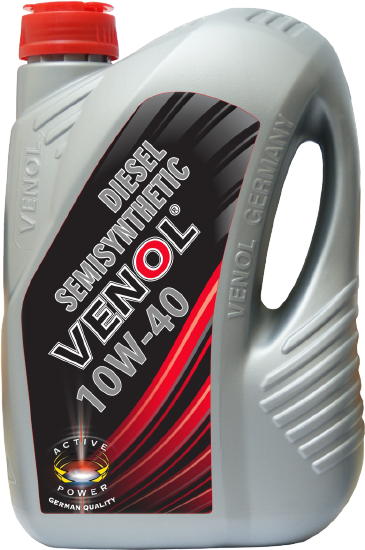 VENOL
VENOL GERMANY
DIESEL
SEMISYNTHETIC
VENOL®
10W-40
ACTIVE
POWER
GERMAN QUALITY